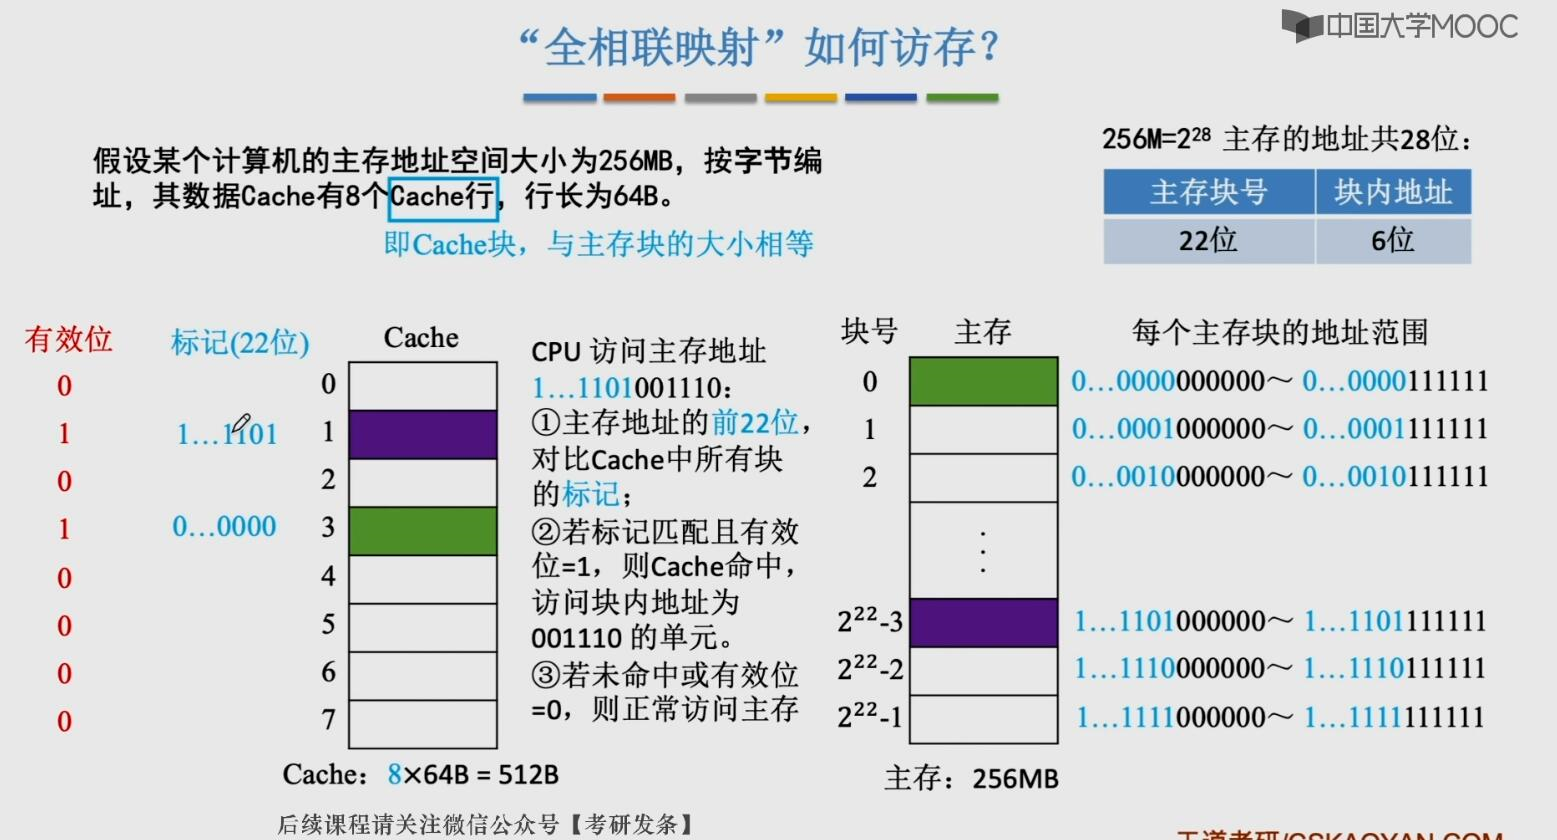 中国大学MOOC
“全相联映射”如何访存？
假设某个计算机的主存地址空间大小为256MB，按字节编
址，其数据Cache有8个Cache行，行长为64B。
即Cache块，与主存块的大小相等
256M=2²⁸ 主存的地址共28位：
主存块号 块内地址
22位 6位
有效位 标记(22位) Cache
0 0
1 1…1101 1
0 2
1 0…0000 3
0 4
0 5
0 6
0 7
Cache：8×64B = 512B
CPU 访问主存地址
1…1101001110：
①主存地址的前22位，
对比Cache中所有块
的标记；
②若标记匹配且有效
位=1，则Cache命中，
访问块内地址为
001110 的单元。
③若未命中或有效位
=0，则正常访问主存
块号 主存 每个主存块的地址范围
0 0…0000000000～ 0…0000111111
1 0…0001000000～ 0…0001111111
2 0…0010000000～ 0…0010111111
2²²-3 1…1101000000～ 1…1101111111
2²²-2 1…1110000000～ 1…1110111111
2²²-1 1…1111000000～ 1…1111111111
主存：256MB
后续课程请关注微信公众号【考研发条】
王道考研/CSKAOYAN.COM